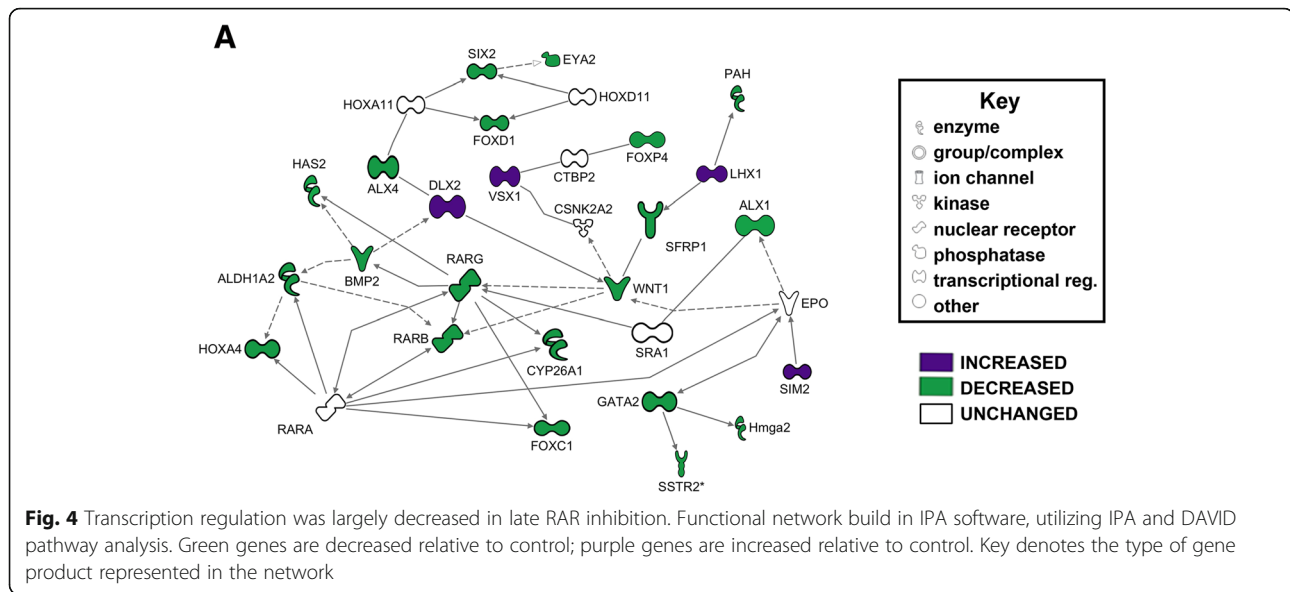 A
SIX2
EYA2
PAH
HOXA11
HOXD11
FOXD1
HAS2
FOXP4
CTBP2
LHX1
ALX4
DLX2
VSX1
ALX1
CSNK2A2
SFRP1
ALDH1A2
BMP2
RARG
WNT1
EPO
RARB
SRA1
HOXA4
CYP26A1
SIM2
GATA2
RARA
Hmga2
FOXC1
SSTR2*
Key
enzyme
group/complex
ion channel
kinase
nuclear receptor
phosphatase
transcriptional reg.
other
INCREASED
DECREASED
UNCHANGED
Fig. 4 Transcription regulation was largely decreased in late RAR inhibition. Functional network build in IPA software, utilizing IPA and DAVID
pathway analysis. Green genes are decreased relative to control; purple genes are increased relative to control. Key denotes the type of gene
product represented in the network